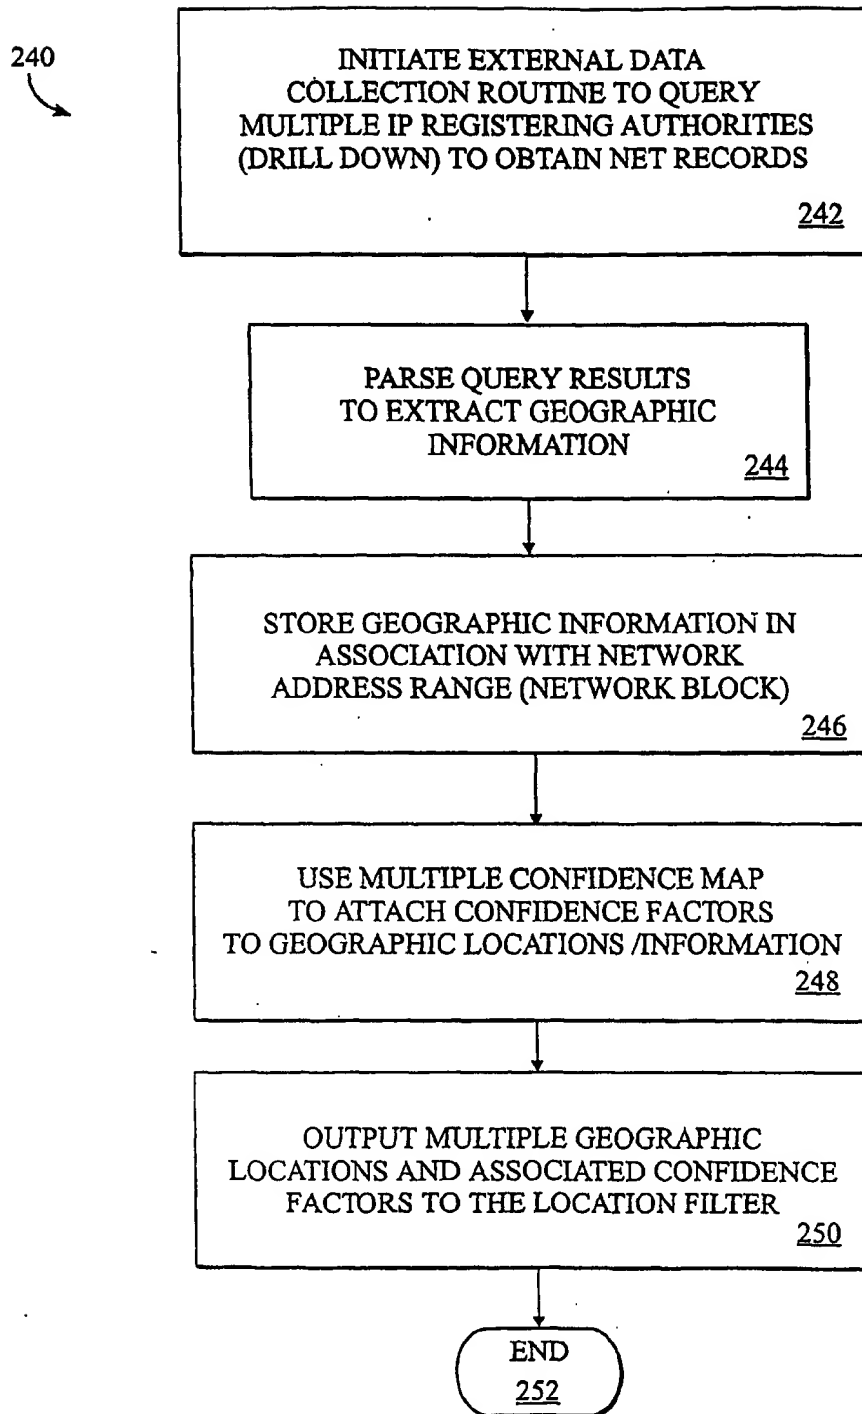 240
INITIATE EXTERNAL DATA
COLLECTION ROUTINE TO QUERY
MULTIPLE IP REGISTERING AUTHORITIES
(DRILL DOWN) TO OBTAIN NET RECORDS
242
PARSE QUERY RESULTS
TO EXTRACT GEOGRAPHIC
INFORMATION
244
STORE GEOGRAPHIC INFORMATION IN
ASSOCIATION WITH NETWORK
ADDRESS RANGE (NETWORK BLOCK)
246
USE MULTIPLE CONFIDENCE MAP
TO ATTACH CONFIDENCE FACTORS
TO GEOGRAPHIC LOCATIONS /INFORMATION
248
OUTPUT MULTIPLE GEOGRAPHIC
LOCATIONS AND ASSOCIATED CONFIDENCE
FACTORS TO THE LOCATION FILTER
250
END
252